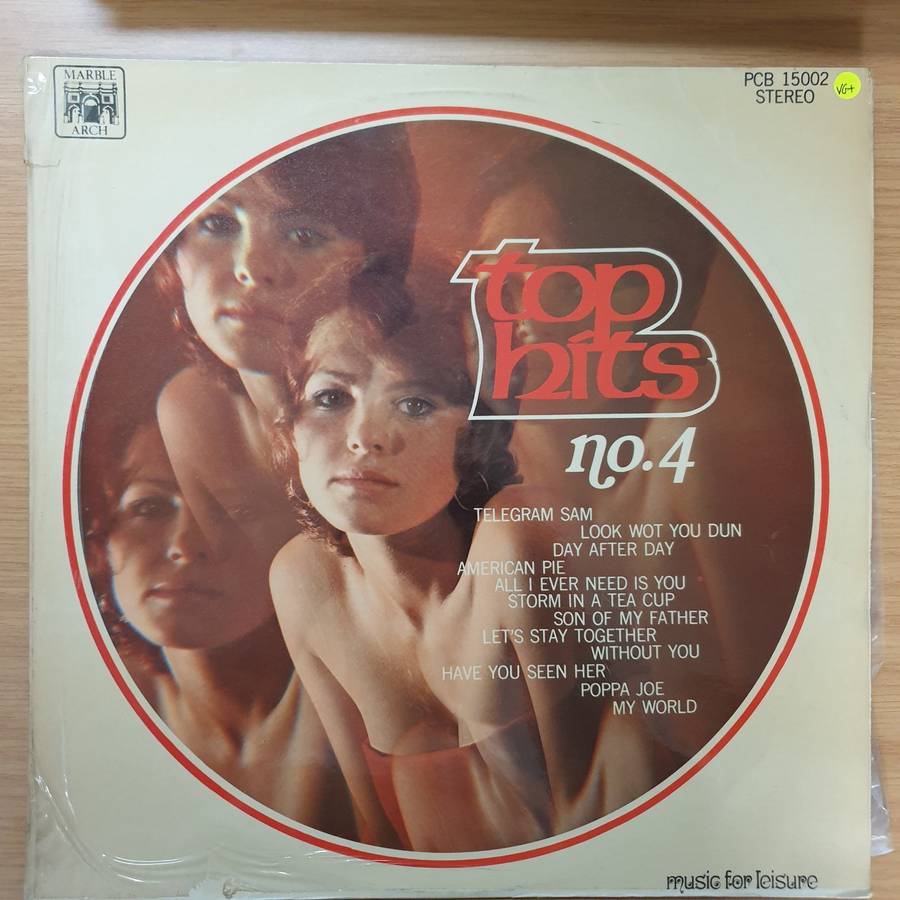 MARBLE
ARCH
PCB 15002
STEREO
VG+
top
hits
no.4
TELEGRAM SAM
LOOK WOT YOU DUN
DAY AFTER DAY
AMERICAN PIE
ALL I EVER NEED IS YOU
STORM IN A TEA CUP
SON OF MY FATHER
LET'S STAY TOGETHER
WITHOUT YOU
HAVE YOU SEEN HER
POPPA JOE
MY WORLD
music for leisure